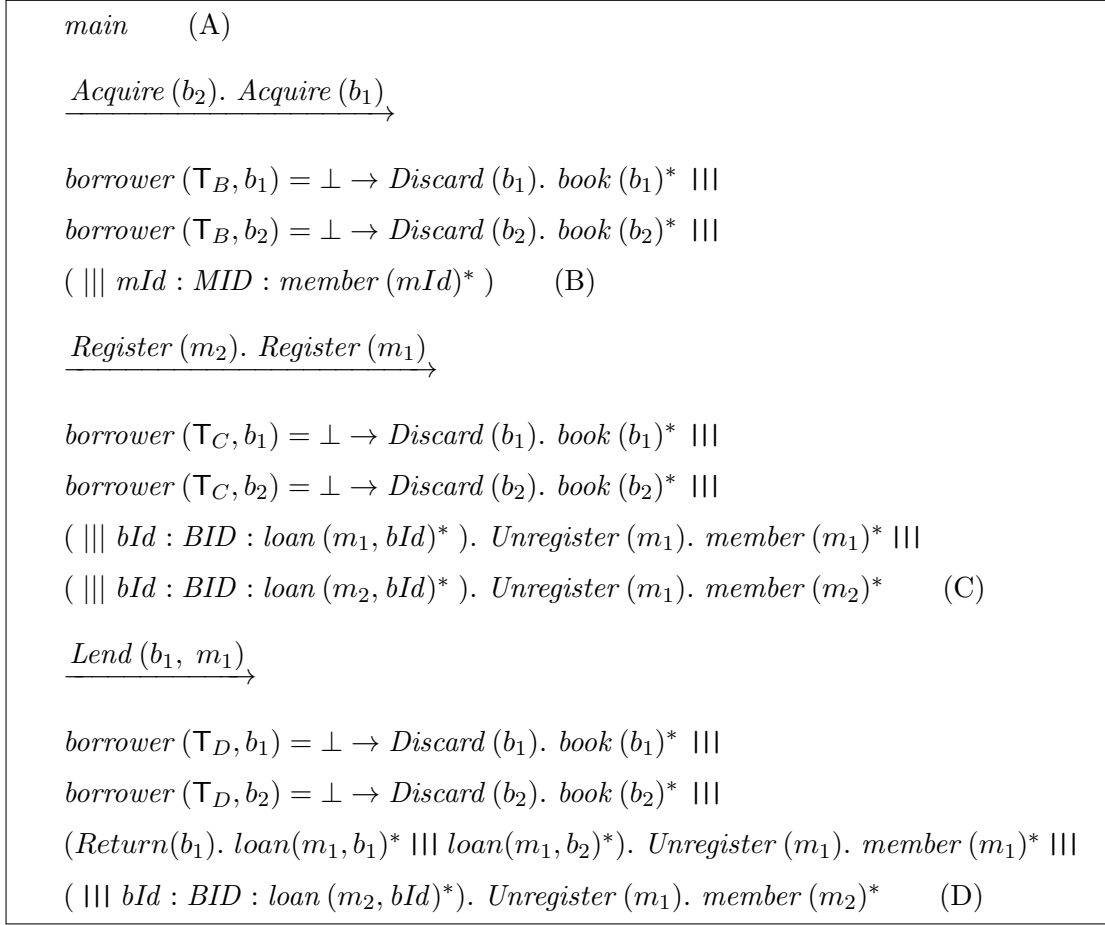 main (A)
Acquire (b₂). Acquire (b₁)
borrower (T_B, b₁) = ⊥ → Discard (b₁). book (b₁)* |||
borrower (T_B, b₂) = ⊥ → Discard (b₂). book (b₂)* |||
( ||| mId : MID : member (mId)* ) (B)
Register (m₂). Register (m₁)
borrower (T_C, b₁) = ⊥ → Discard (b₁). book (b₁)* |||
borrower (T_C, b₂) = ⊥ → Discard (b₂). book (b₂)* |||
( ||| bId : BID : loan (m₁, bId)* ). Unregister (m₁). member (m₁)* |||
( ||| bId : BID : loan (m₂, bId)* ). Unregister (m₁). member (m₂)* (C)
Lend (b₁, m₁)
borrower (T_D, b₁) = ⊥ → Discard (b₁). book (b₁)* |||
borrower (T_D, b₂) = ⊥ → Discard (b₂). book (b₂)* |||
(Return(b₁). loan(m₁, b₁)* ||| loan(m₁, b₂)*). Unregister (m₁). member (m₁)* |||
( ||| bId : BID : loan (m₂, bId)*). Unregister (m₁). member (m₂)* (D)